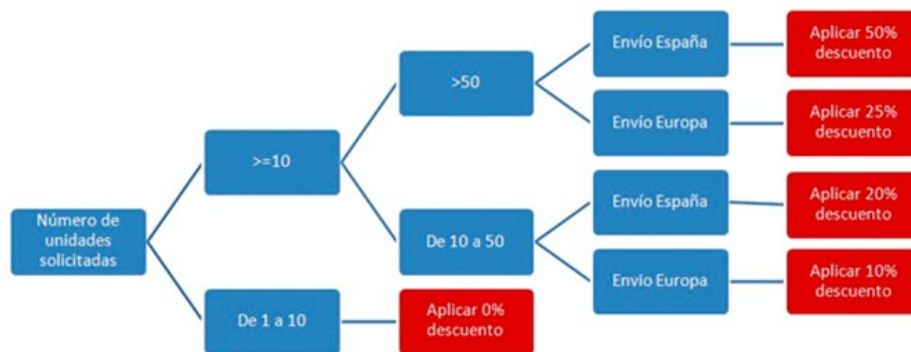 Envío España
Aplicar 50%
descuento
>50
Envío Europa
Aplicar 25%
descuento
>=10
Número de
unidades
solicitadas
Envío España
Aplicar 20%
descuento
De 10 a 50
Envío Europa
Aplicar 10%
descuento
De 1 a 10
Aplicar 0%
descuento